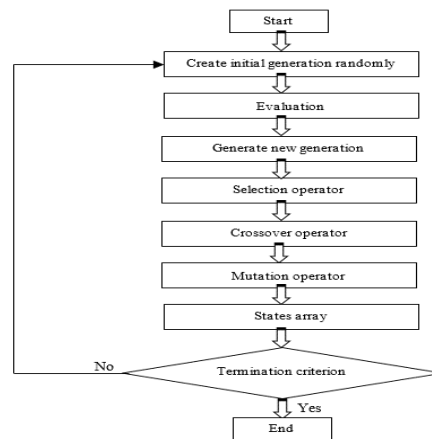 Start
Create initial generation randomly
Evaluation
Generate new generation
Selection operator
Crossover operator
Mutation operator
States array
No
Termination criterion
Yes
End